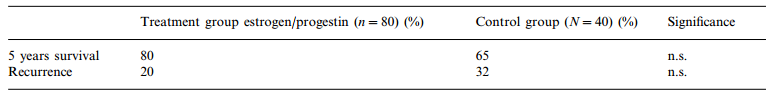 Treatment group estrogen/progestin (n = 80) (%) Control group (N = 40) (%) Significance
5 years survival 80 65 n.s.
Recurrence 20 32 n.s.